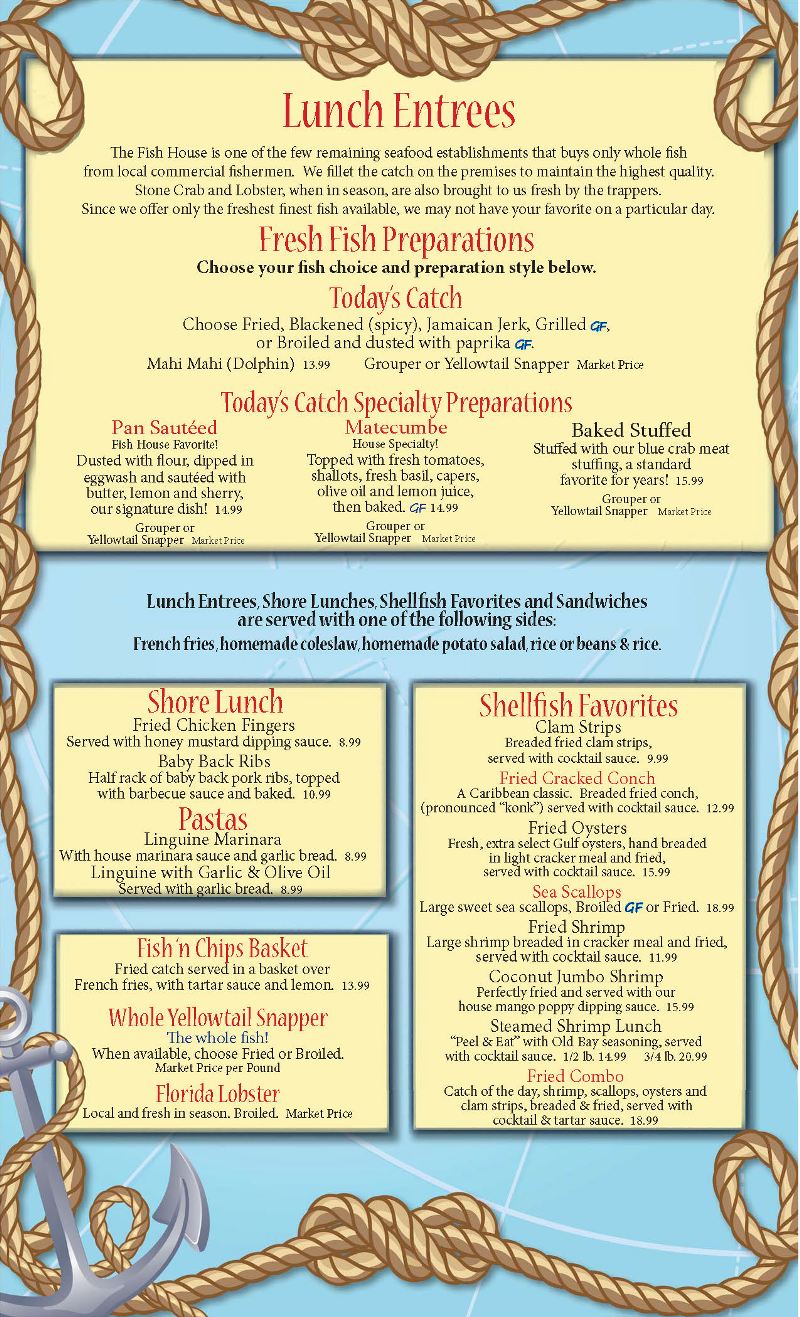 Lunch Entrees
The Fish House is one of the few remaining seafood establishments that buys only whole fish
from local commercial fishermen. We fillet the catch on the premises to maintain the highest quality.
Stone Crab and Lobster, when in season, are also brought to us fresh by the trappers.
Since we offer only the freshest finest fish available, we may not have your favorite on a particular day.
Fresh Fish Preparations
Choose your fish choice and preparation style below.
Today's Catch
Choose Fried, Blackened (spicy), Jamaican Jerk, Grilled GF,
or Broiled and dusted with paprika GF.
Mahi Mahi (Dolphin) 13.99 Grouper or Yellowtail Snapper Market Price
Today's Catch Specialty Preparations
Pan Sautéed
Fish House Favorite!
Dusted with flour, dipped in
eggwash and sautéed with
butter, lemon and sherry,
our signature dish! 14.99
Grouper or
Yellowtail Snapper Market Price
Matecumbe
House Specialty!
Topped with fresh tomatoes,
shallots, fresh basil, capers,
olive oil and lemon juice,
then baked. GF 14.99
Grouper or
Yellowtail Snapper Market Price
Baked Stuffed
Stuffed with our blue crab meat
stuffing, a standard
favorite for years! 15.99
Grouper or
Yellowtail Snapper Market Price
Lunch Entrees, Shore Lunches, Shellfish Favorites and Sandwiches
are served with one of the following sides:
French fries, homemade coleslaw, homemade potato salad, rice or beans & rice.
Shore Lunch
Fried Chicken Fingers
Served with honey mustard dipping sauce. 8.99
Baby Back Ribs
Half rack of baby back pork ribs, topped
with barbecue sauce and baked. 10.99
Pastas
Linguine Marinara
With house marinara sauce and garlic bread. 8.99
Linguine with Garlic & Olive Oil
Served with garlic bread. 8.99
Fish 'n Chips Basket
Fried catch served in a basket over
French fries, with tartar sauce and lemon. 13.99
Whole Yellowtail Snapper
The whole fish!
When available, choose Fried or Broiled.
Market Price per Pound
Florida Lobster
Local and fresh in season. Broiled. Market Price
Shellfish Favorites
Clam Strips
Breaded fried clam strips,
served with cocktail sauce. 9.99
Fried Cracked Conch
A Caribbean classic. Breaded fried conch,
(pronounced "konk") served with cocktail sauce. 12.99
Fried Oysters
Fresh, extra select Gulf oysters, hand breaded
in light cracker meal and fried,
served with cocktail sauce. 15.99
Sea Scallops
Large sweet sea scallops, Broiled GF or Fried. 18.99
Fried Shrimp
Large shrimp breaded in cracker meal and fried,
served with cocktail sauce. 11.99
Coconut Jumbo Shrimp
Perfectly fried and served with our
house mango poppy dipping sauce. 15.99
Steamed Shrimp Lunch
"Peel & Eat" with Old Bay seasoning, served
with cocktail sauce. 1/2 lb. 14.99 3/4 lb. 20.99
Fried Combo
Catch of the day, shrimp, scallops, oysters and
clam strips, breaded & fried, served with
cocktail & tartar sauce. 18.99